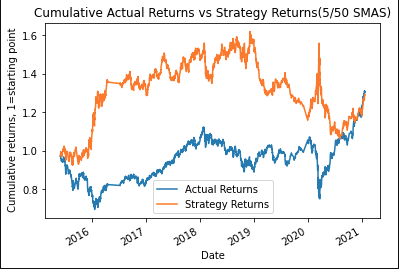 Cumulative Actual Returns vs Strategy Returns(5/50 SMAS)
Cumulative returns, 1=starting point
1.6
1.4
1.2
1.0
0.8
Actual Returns
Strategy Returns
2016
2017
2018
2019
2020
2021
Date